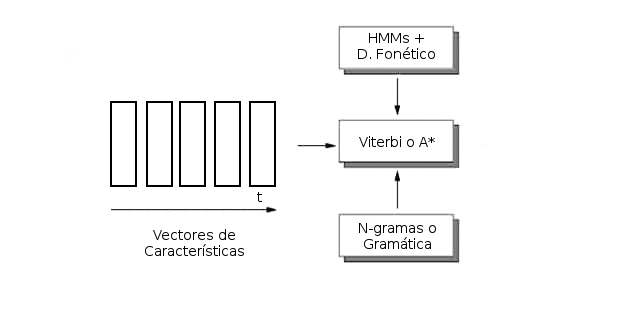 HMMs +
D. Fonético
Viterbi o A*
t
Vectores de
Características
N-gramas o
Gramática